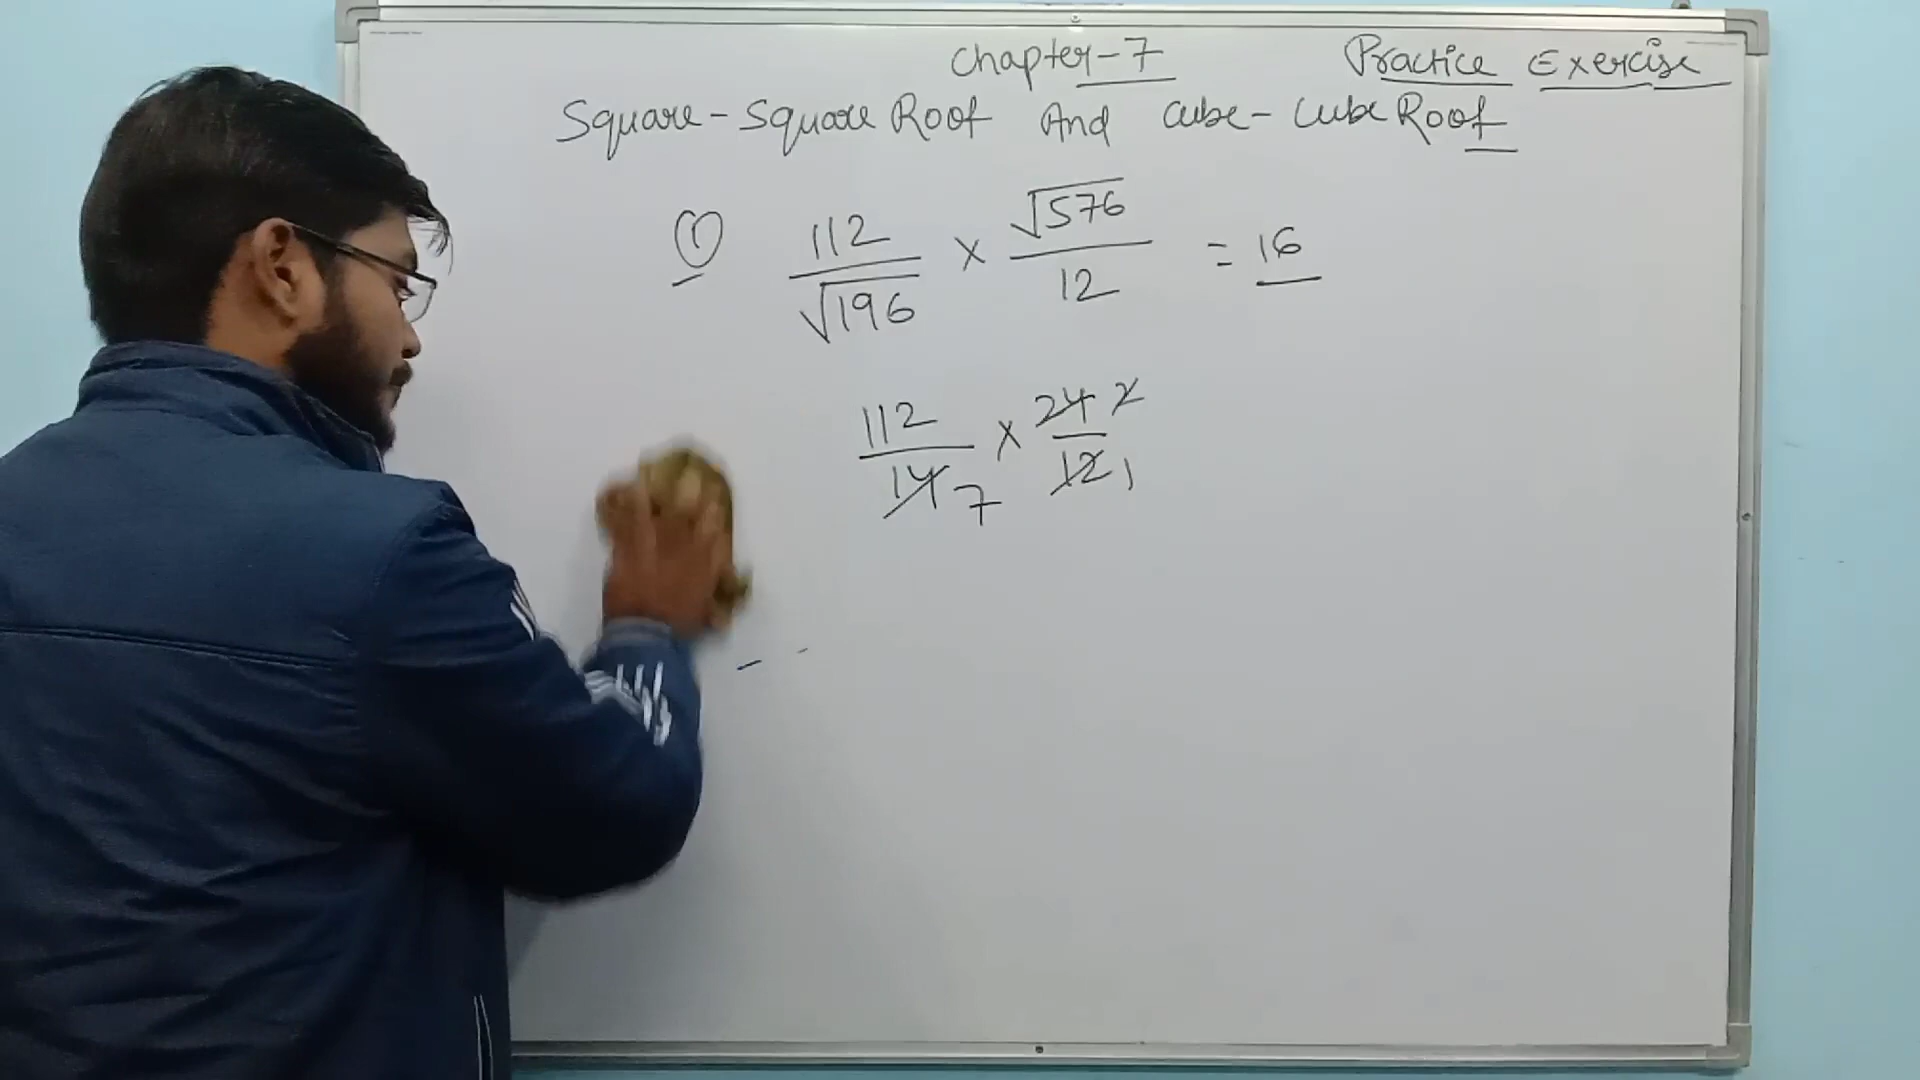 Chapter-7 Practice Exercise
Square-Square Root And Cube-Cube Root
① 112/√196 × √576/12 = 16
112/14 7 × 24 2/12 1